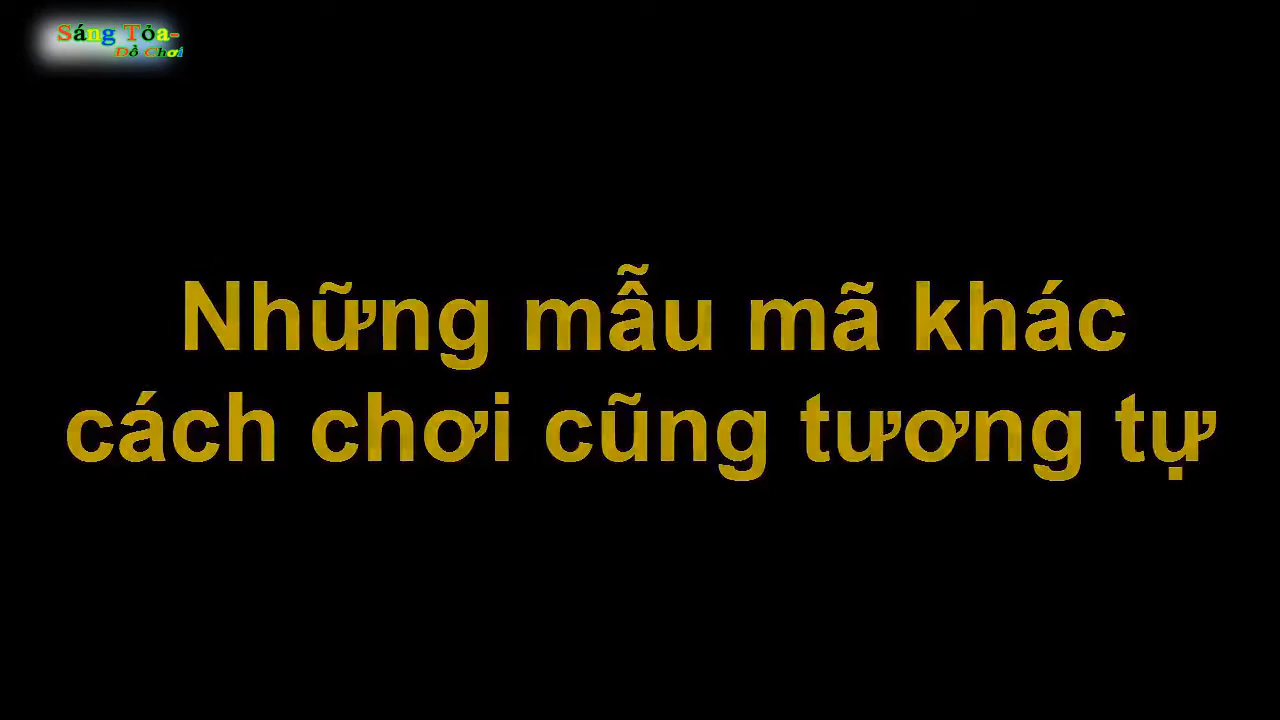 Sáng Tỏa-
Đồ Chơi
Những mẫu mã khác
cách chơi cũng tương tự